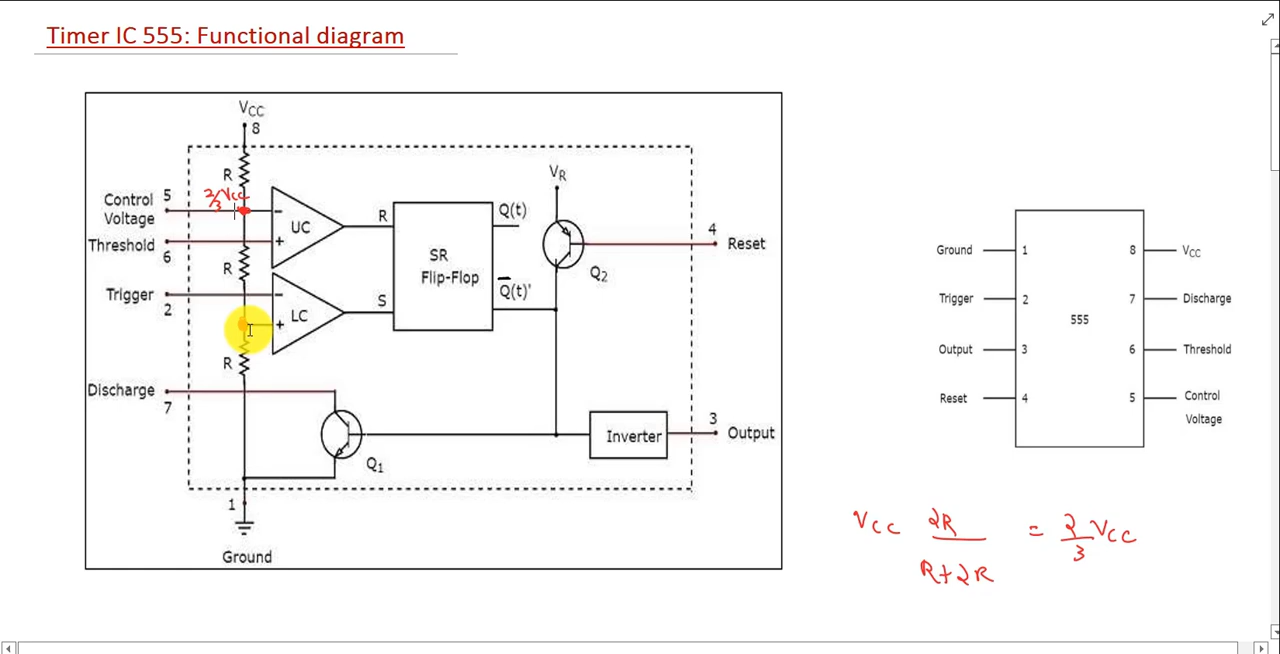 Timer IC 555: Functional diagram
VCC
8
R
Control
Voltage
5
2/3 VCC
Threshold
6
R
Trigger
2
Discharge
7
R
−
UC
+
−
LC
+
R
S
SR
Flip-Flop
Q(t)
Q̅(t)'
VR
Q2
4
Reset
Q1
Inverter
3
Output
1
Ground
Ground
1
8
VCC
Trigger
2
7
Discharge
555
Output
3
6
Threshold
Reset
4
5
Control
Voltage
VCC 2R/R+2R = 2/3 VCC